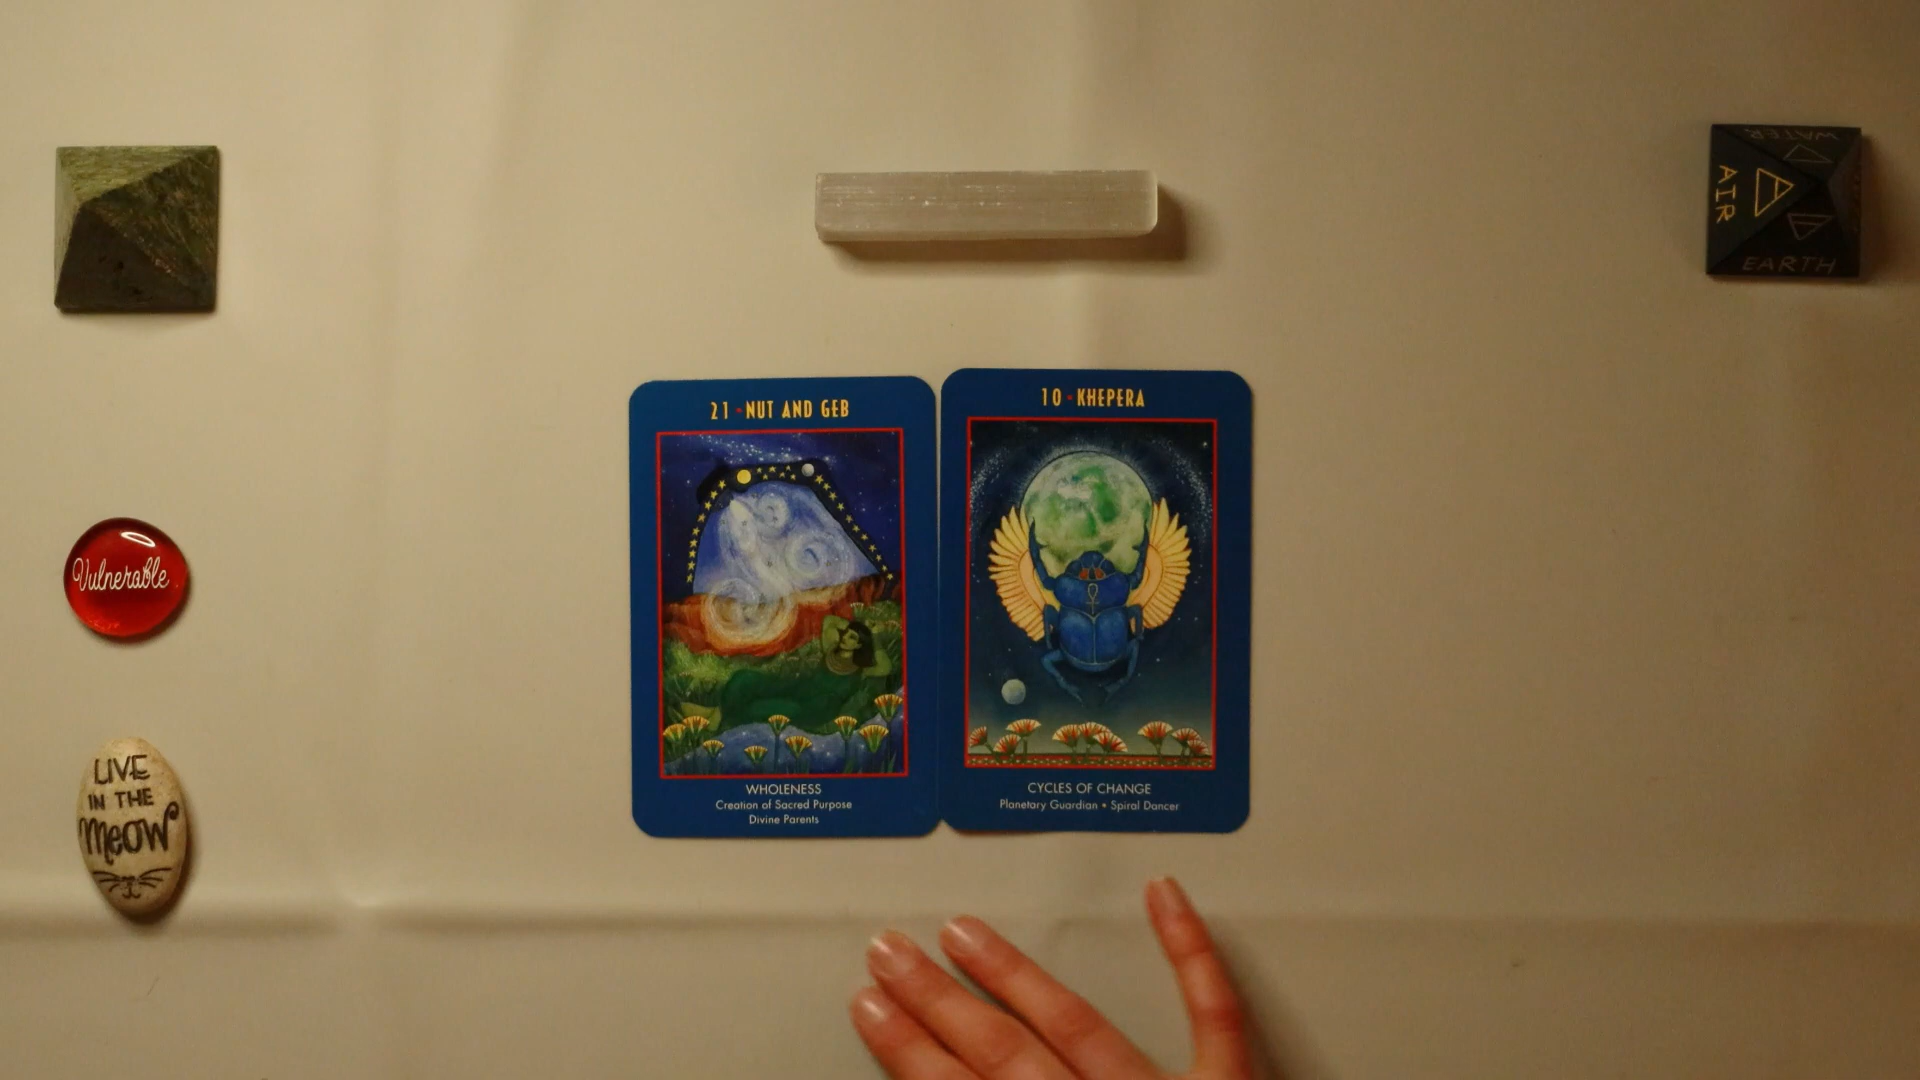 WATER
AIR
EARTH
21 • NUT AND GEB
10 • KHEPERA
Vulnerable
LIVE
IN THE
MeOW
WHOLENESS
Creation of Sacred Purpose
Divine Parents
CYCLES OF CHANGE
Planetary Guardian • Spiral Dancer